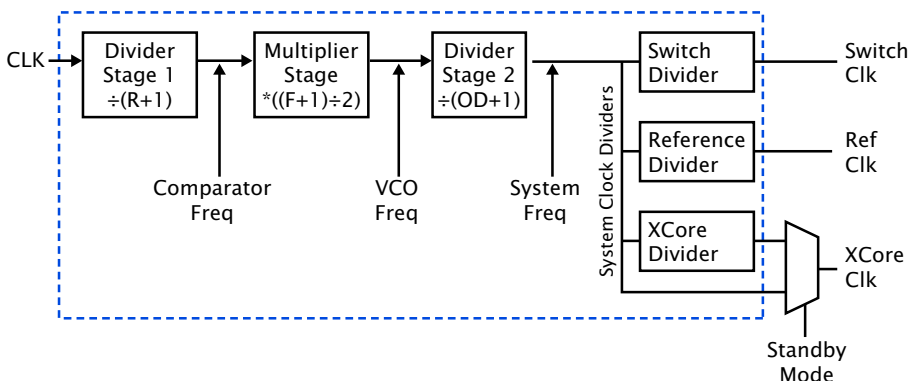 CLK
Divider
Stage 1
÷(R+1)
Multiplier
Stage
*((F+1)÷2)
Divider
Stage 2
÷(OD+1)
Switch
Divider
Switch
Clk
Comparator
Freq
VCO
Freq
System
Freq
System Clock Dividers
Reference
Divider
Ref
Clk
XCore
Divider
XCore
Clk
Standby
Mode